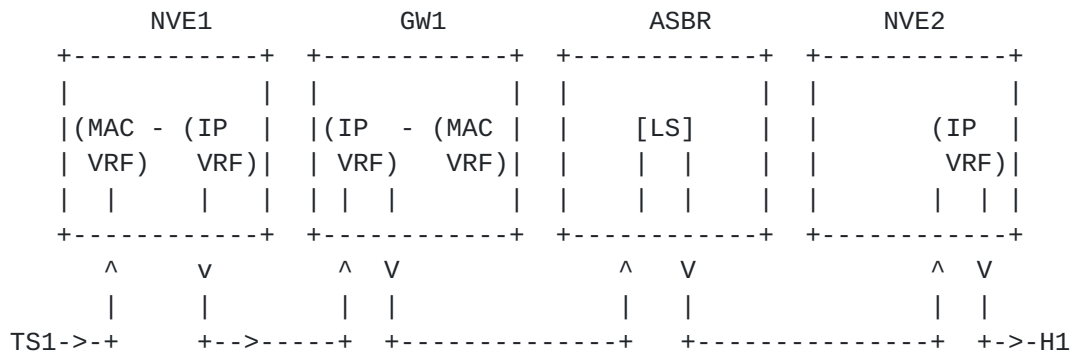 NVE1 GW1 ASBR NVE2
+------------+ +------------+ +------------+ +------------+
| | | | | | | |
|(MAC - (IP | |(IP - (MAC | | [LS] | | (IP |
| VRF) VRF)| | VRF) VRF)| | | | | | VRF)|
| | | | | | | | | | | | | | | |
+------------+ +------------+ +------------+ +------------+
^ v ^ V ^ V ^ V
| | | | | | | |
TS1->-+ +-->-----+ +--------------+ +---------------+ +->-H1